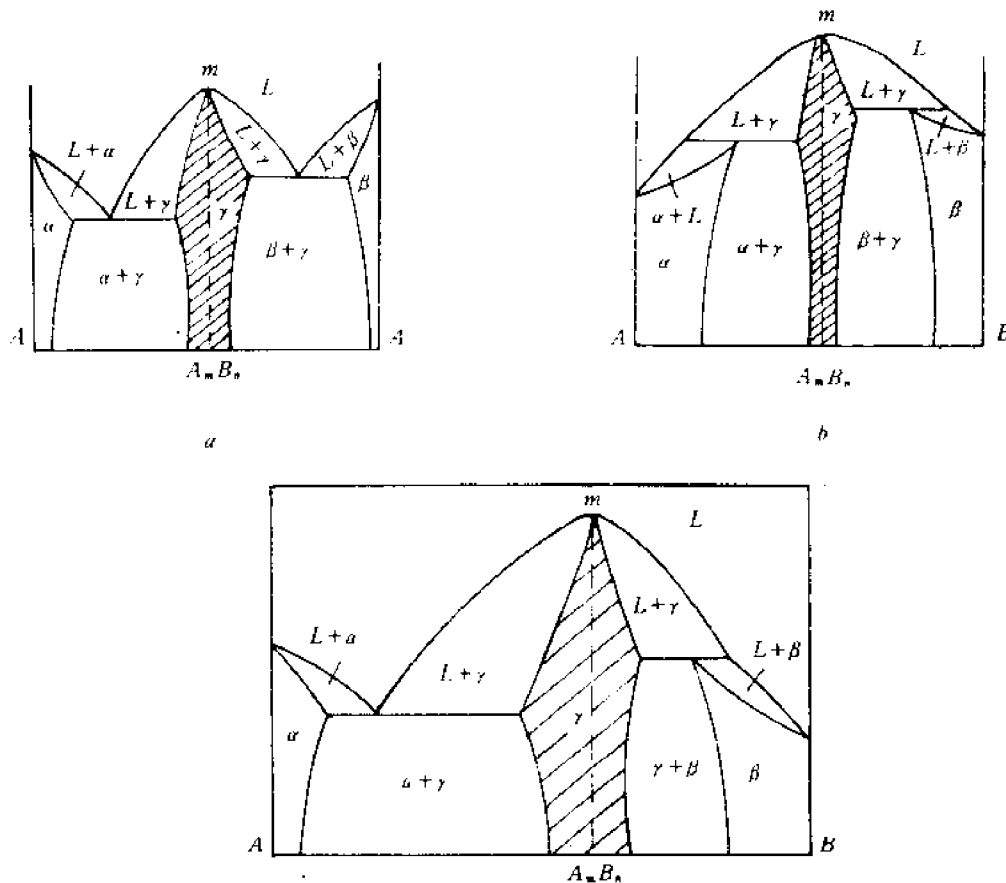 m
L
L + α
L + γ
L + γ
L + β
α
γ
β
α + γ
β + γ
A
A
AₘBₙ
a
m
L
L + γ
L + γ
γ
L + β
α + L
α
α + γ
β + γ
β
A
B
AₘBₙ
b
m
L
L + α
L + γ
L + γ
L + β
α
γ
α + γ
γ + β
β
A
B
AₘBₙ